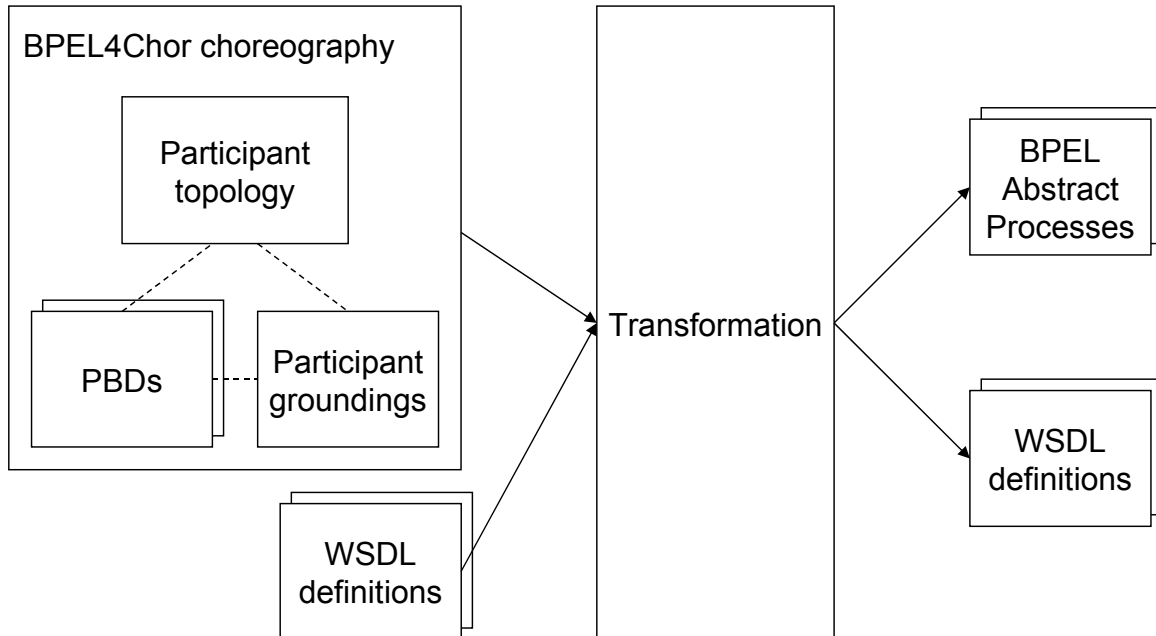 BPEL4Chor choreography
Participant
topology
PBDs
Participant
groundings
WSDL
definitions
Transformation
BPEL
Abstract
Processes
WSDL
definitions